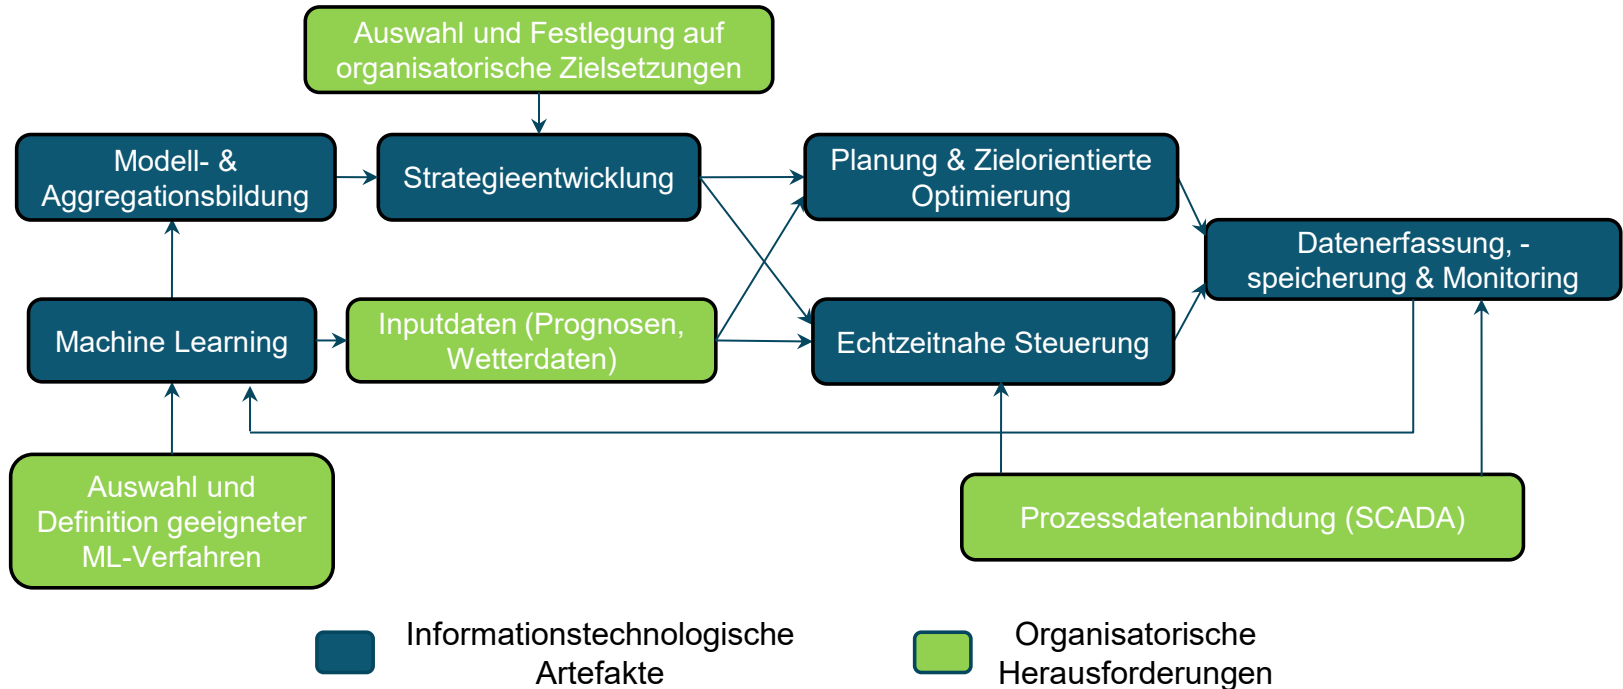 Auswahl und Festlegung auf
organisatorische Zielsetzungen
Modell- &
Aggregationsbildung
Strategieentwicklung
Planung & Zielorientierte
Optimierung
Datenerfassung, -
speicherung & Monitoring
Machine Learning
Inputdaten (Prognosen,
Wetterdaten)
Echtzeitnahe Steuerung
Auswahl und
Definition geeigneter
ML-Verfahren
Prozessdatenanbindung (SCADA)
Informationstechnologische
Artefakte
Organisatorische
Herausforderungen